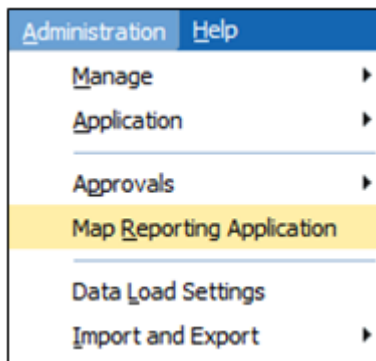 Administration Help
Manage
Application
Approvals
Map Reporting Application
Data Load Settings
Import and Export